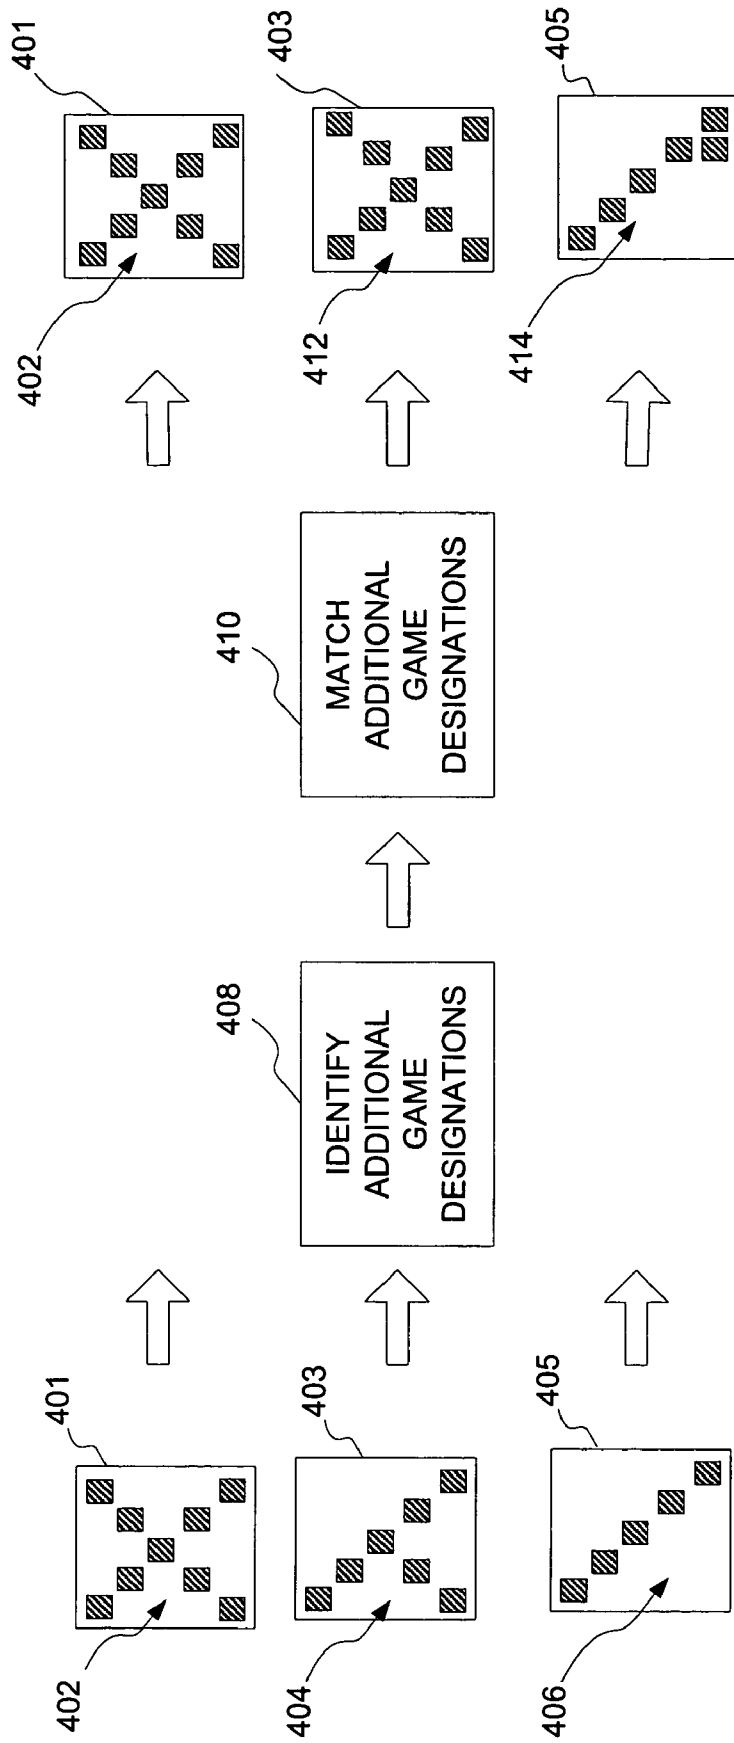 401
402
403
404
405
406
408
IDENTIFY
ADDITIONAL
GAME
DESIGNATIONS
410
MATCH
ADDITIONAL
GAME
DESIGNATIONS
401
402
403
412
405
414